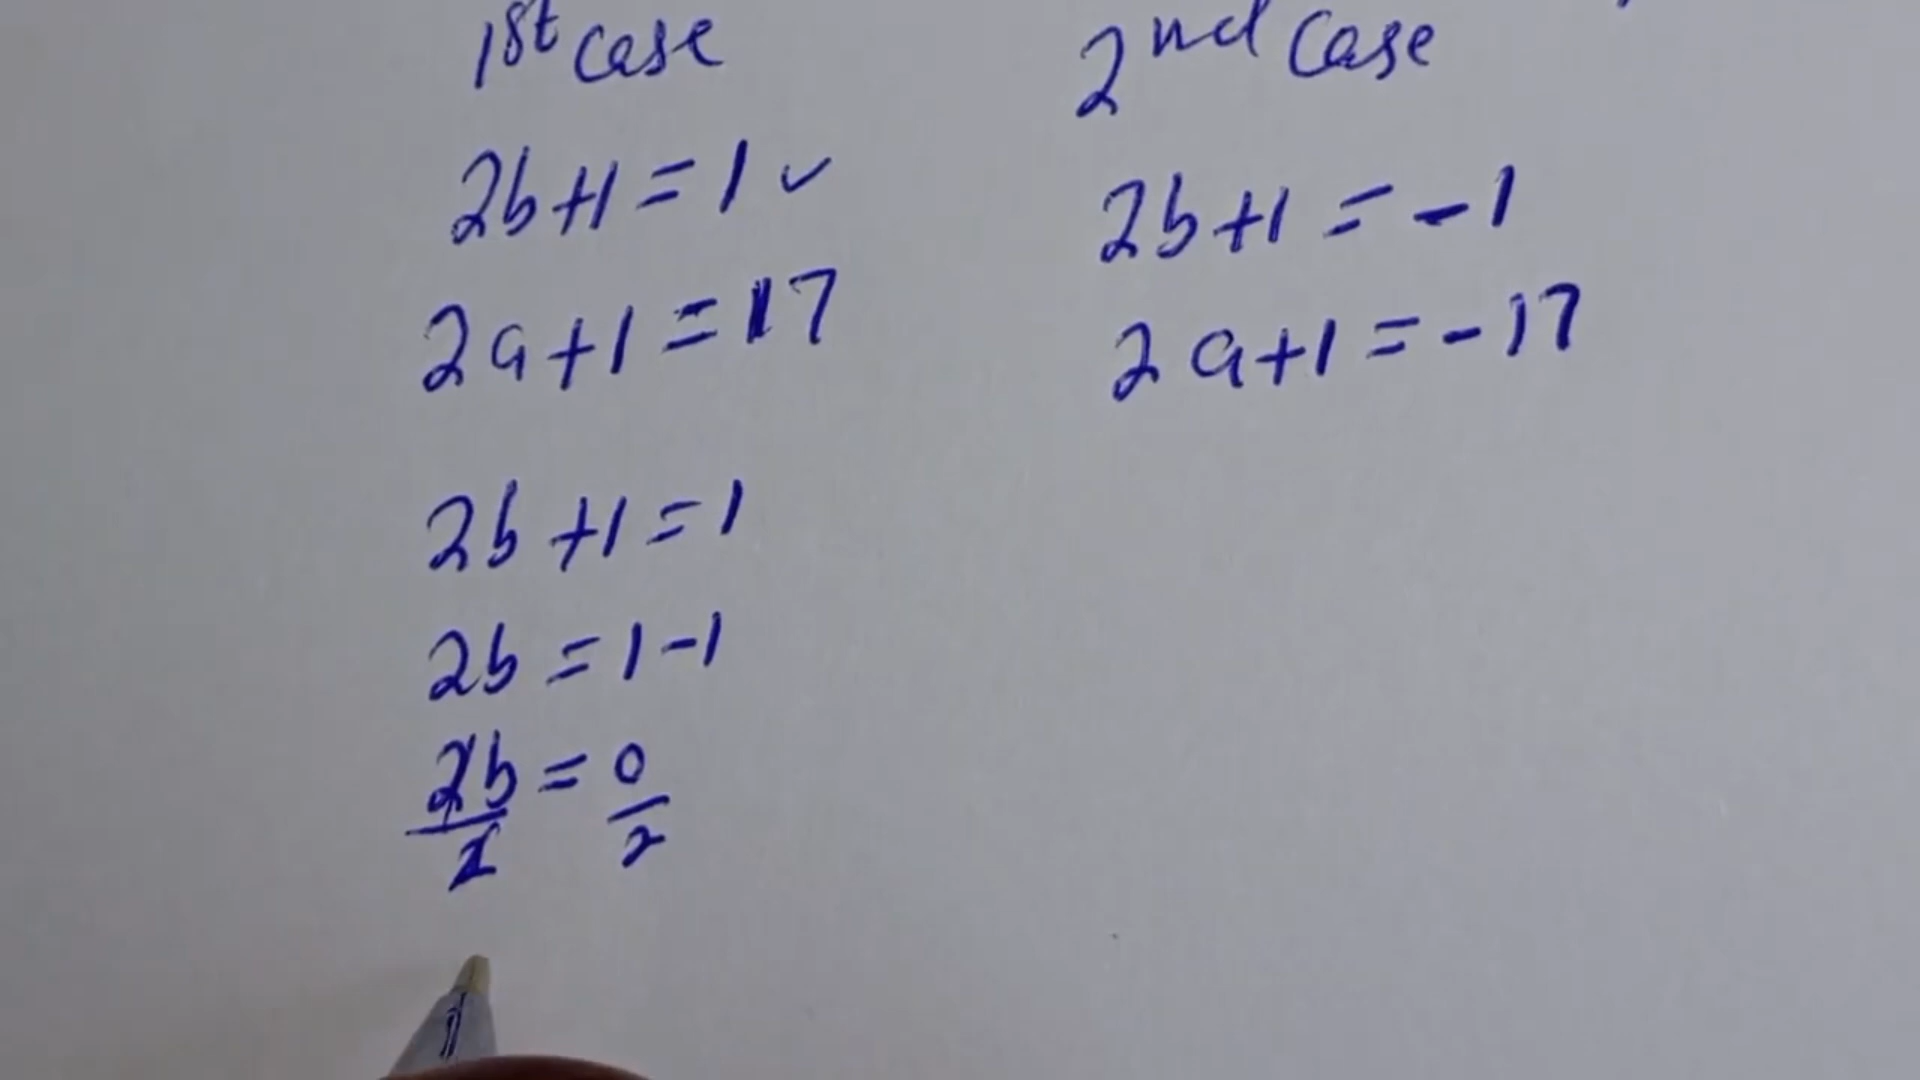 1st case
2b+1=1 ✓
2a+1=17
2b+1=1
2b=1-1
2b/2=0/2
2nd case
2b+1=-1
2a+1=-17